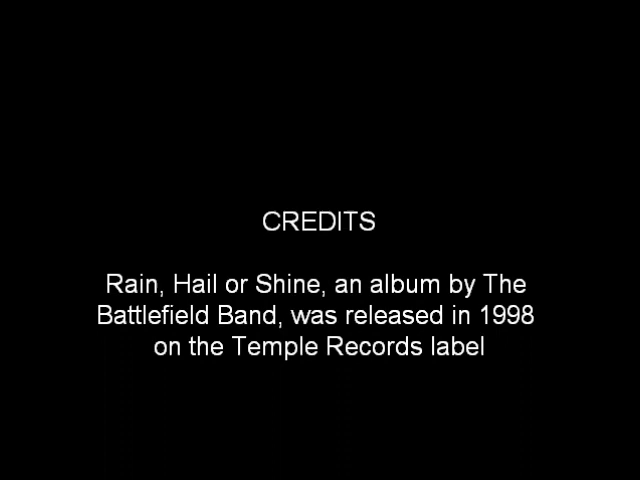 CREDITS
Rain, Hail or Shine, an album by The
Battlefield Band, was released in 1998
on the Temple Records label